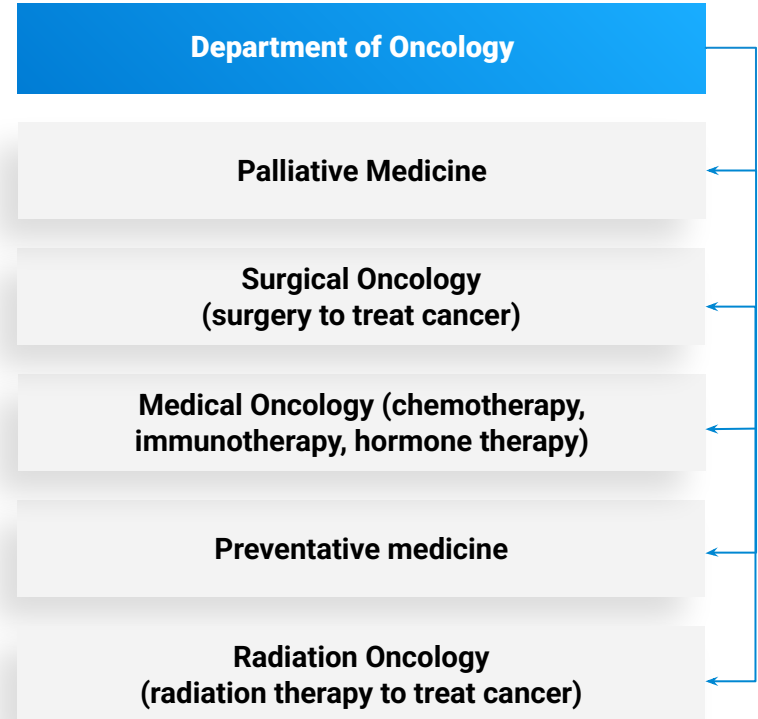 Department of Oncology
Palliative Medicine
Surgical Oncology
(surgery to treat cancer)
Medical Oncology (chemotherapy,
immunotherapy, hormone therapy)
Preventative medicine
Radiation Oncology
(radiation therapy to treat cancer)